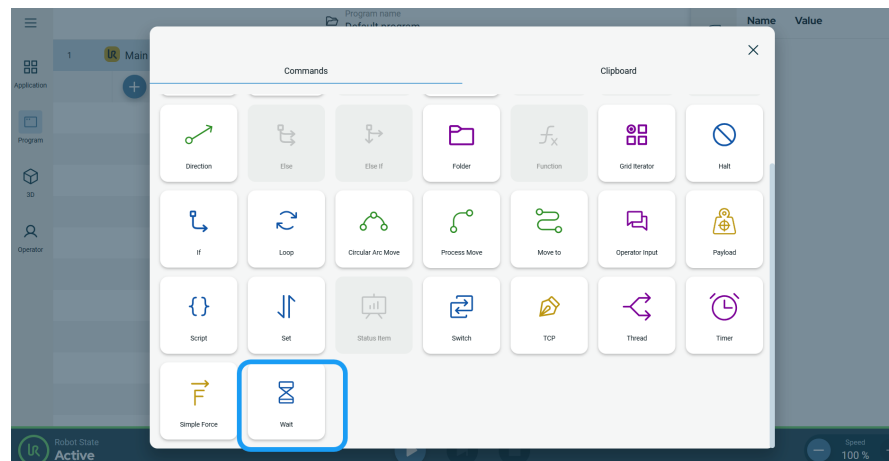 Program name
Default program
Name Value
1 Main
Commands Clipboard
Application
Direction Else Else If Folder Function Grid Iterator Halt
Program
3D
If Loop Circular Arc Move Process Move Move to Operator Input Payload
Operator
{ }
Script Set Status Item Switch TCP Thread Timer
F
Simple Force Wait
Robot State
Active
Speed
100 %